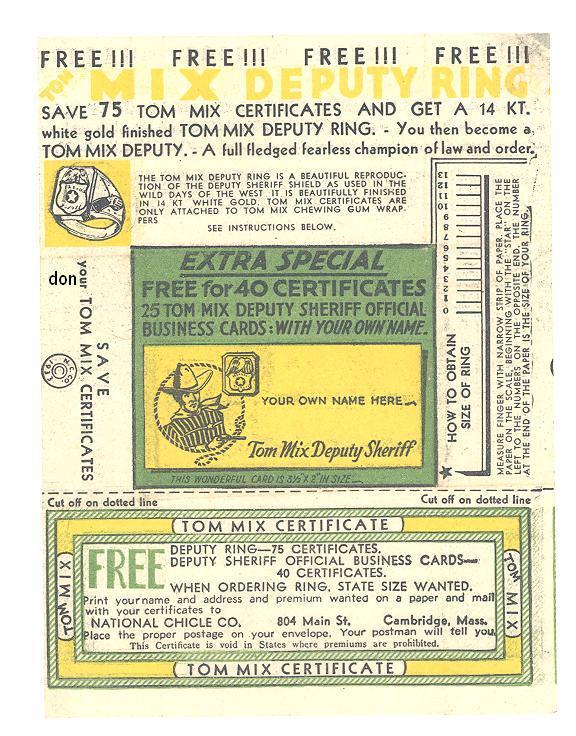 FREE!!! FREE!!! FREE!!! FREE!!!
TOM MIX DEPUTY RING
SAVE 75 TOM MIX CERTIFICATES AND GET A 14 KT.
white gold finished TOM MIX DEPUTY RING. - You then become a
TOM MIX DEPUTY. - A full fledged fearless champion of law and order.
THE TOM MIX DEPUTY RING IS A BEAUTIFUL REPRODUC-
TION OF THE DEPUTY SHERIFF SHIELD AS USED IN THE
WILD DAYS OF THE WEST IT IS BEAUTIFULLY FINISHED
IN 14 KT WHITE GOLD. TOM MIX CERTIFICATES ARE
ONLY ATTACHED TO TOM MIX CHEWING GUM WRAP-
PERS
SEE INSTRUCTIONS BELOW.
don
SAVE
your TOM MIX CERTIFICATES
N.C.CO.
1933
EXTRA SPECIAL
FREE for 40 CERTIFICATES
25 TOM MIX DEPUTY SHERIFF OFFICIAL
BUSINESS CARDS: WITH YOUR OWN NAME.
YOUR OWN NAME HERE
Tom Mix Deputy Sheriff
THIS WONDERFUL CARD IS 3½ X 2" IN SIZE
HOW TO OBTAIN
SIZE OF RING
0 1 2 3 4 5 6 7 8 9 10 11 12 13
MEASURE FINGER WITH NARROW STRIP OF PAPER. PLACE THE
PAPER ON THE SCALE, BEGINNING WITH THE "STAR" ON THE
LEFT TO THE NUMBERS ON THE OPPOSITE END. THE NUMBER
AT THE END OF THE PAPER IS THE SIZE OF YOUR RING.
Cut off on dotted line Cut off on dotted line
TOM MIX CERTIFICATE
TOM MIX
TOM MIX
FREE
DEPUTY RING—75 CERTIFICATES.
DEPUTY SHERIFF OFFICIAL BUSINESS CARDS
40 CERTIFICATES.
WHEN ORDERING RING, STATE SIZE WANTED.
Print your name and address and premium wanted on a paper and mail
with your certificates to
NATIONAL CHICLE CO. 804 Main St. Cambridge, Mass.
Place the proper postage on your envelope. Your postman will tell you.
This Certificate is void in States where premiums are prohibited.
TOM MIX CERTIFICATE